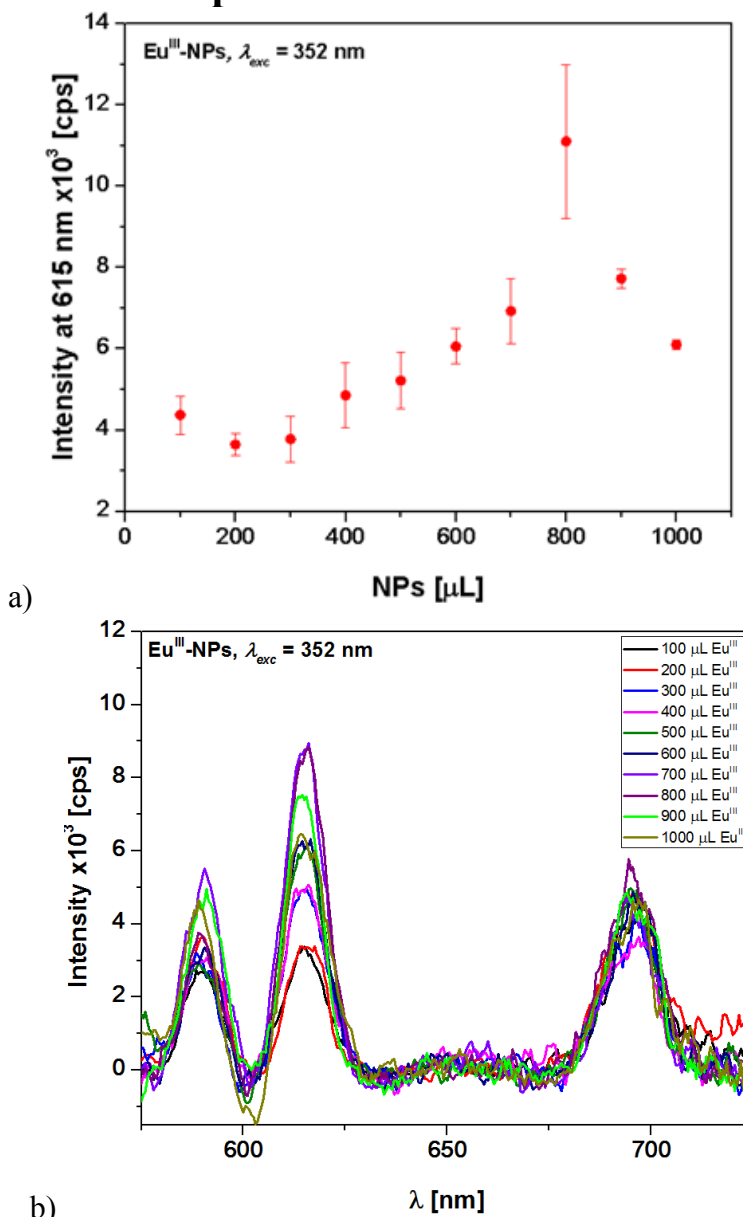 Eu^III-NPs, λexc = 352 nm
Intensity at 615 nm x10³ [cps]
14
12
10
8
6
4
2
0 200 400 600 800 1000
NPs [μL]
a)
Eu^III-NPs, λexc = 352 nm
Intensity x10³ [cps]
12
10
8
6
4
2
0
100 μL Eu^III
200 μL Eu^III
300 μL Eu^III
400 μL Eu^III
500 μL Eu^III
600 μL Eu^III
700 μL Eu^III
800 μL Eu^III
900 μL Eu^III
1000 μL Eu^II
600 650 700
λ [nm]
b)